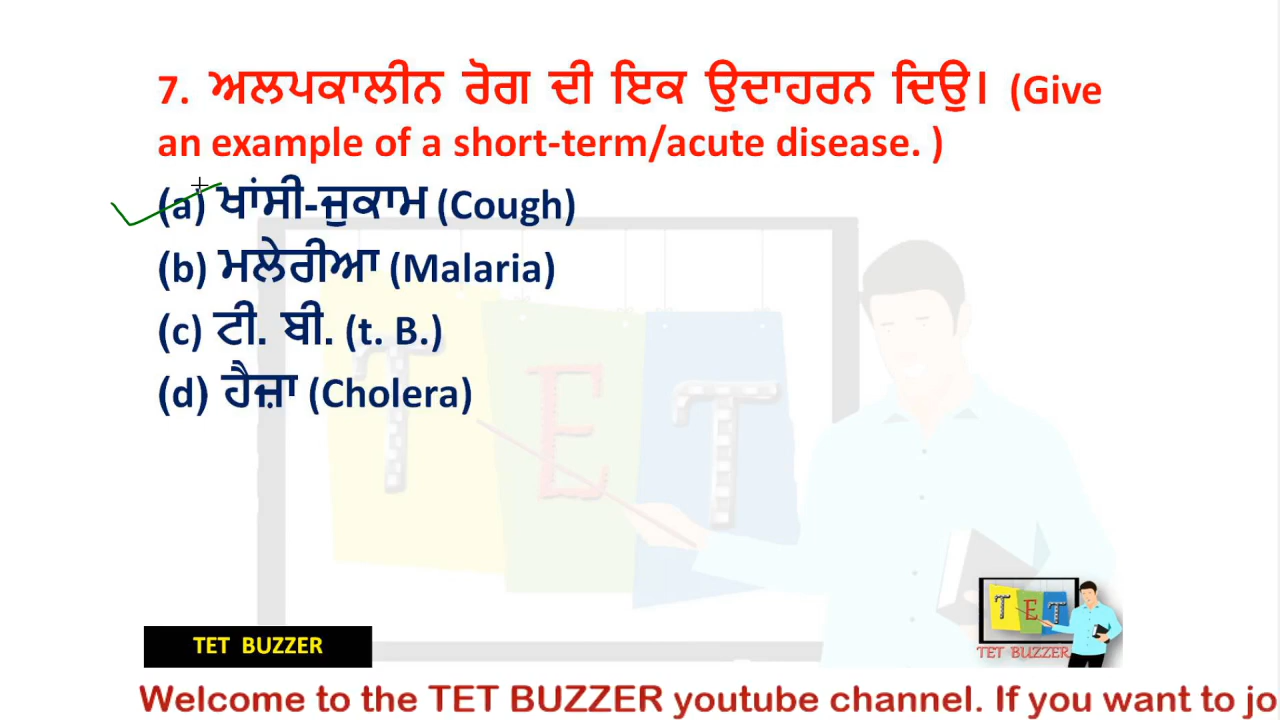 7. ਅਲਪਕਾਲੀਨ ਰੋਗ ਦੀ ਇਕ ਉਦਾਹਰਨ ਦਿਉ। (Give
an example of a short-term/acute disease. )
(a) ਖਾਂਸੀ-ਜੁਕਾਮ (Cough)
(b) ਮਲੇਰੀਆ (Malaria)
(c) ਟੀ. ਬੀ. (t. B.)
(d) ਹੈਜ਼ਾ (Cholera)
T E T
T E T
TET BUZZER
TET BUZZER
Welcome to the TET BUZZER youtube channel. If you want to jo